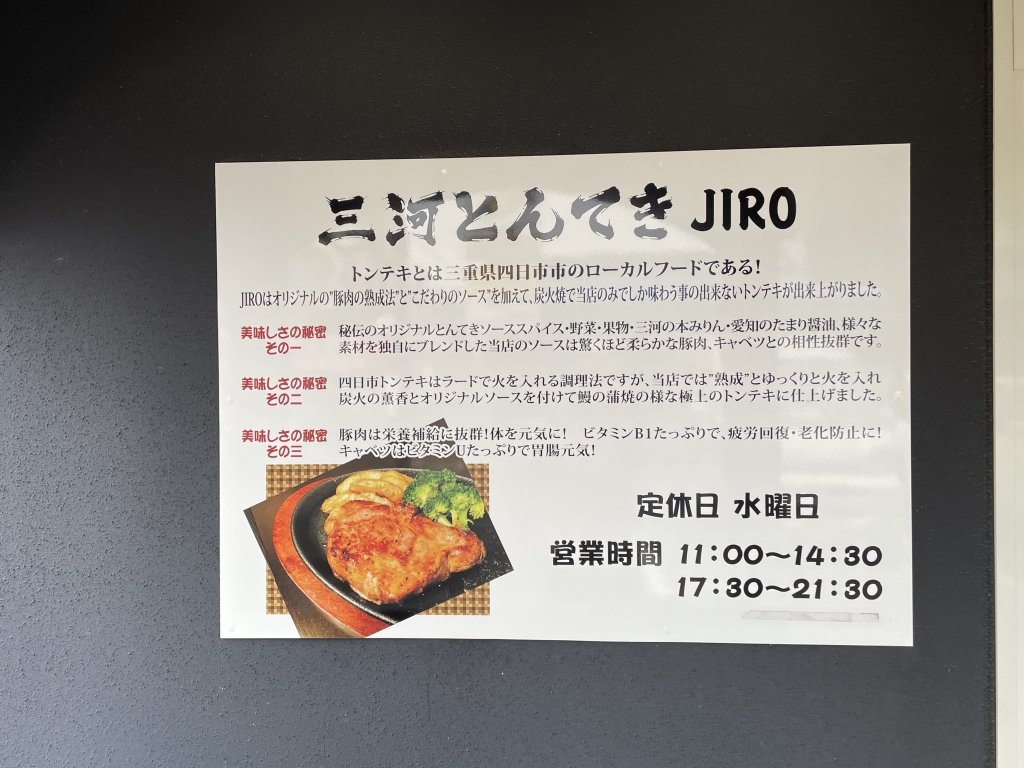 三河とんてき JIRO
トンテキとは三重県四日市市のローカルフードである!
JIROはオリジナルの"豚肉の熟成法"と"こだわりのソース"を加えて、炭火焼で当店のみでしか味わう事の出来ないトンテキが出来上がりました。
美味しさの秘密
その一
秘伝のオリジナルとんてきソーススパイス・野菜・果物・三河の本みりん・愛知のたまり醤油、様々な
素材を独自にブレンドした当店のソースは驚くほど柔らかな豚肉、キャベツとの相性抜群です。
美味しさの秘密
その二
四日市トンテキはラードで火を入れる調理法ですが、当店では"熟成"とゆっくりと火を入れ
炭火の薫香とオリジナルソースを付けて鰻の蒲焼の様な極上のトンテキに仕上げました。
美味しさの秘密
その三
豚肉は栄養補給に抜群!体を元気に! ビタミンB1たっぷりで、疲労回復・老化防止に!
キャベツはビタミンUたっぷりで胃腸元気!
定休日 水曜日
営業時間 11:00〜14:30
17:30〜21:30